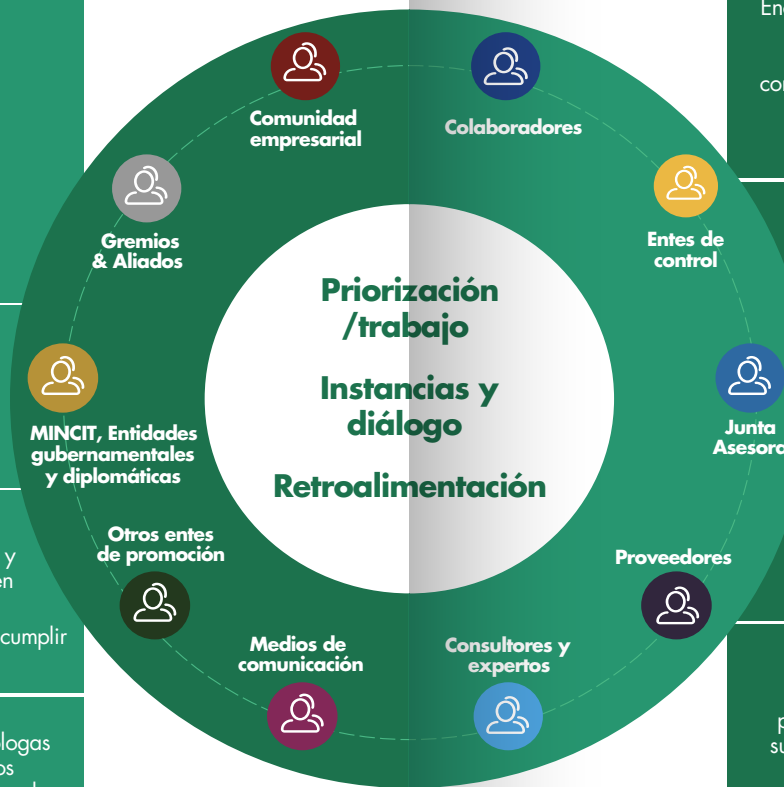 Comunidad
empresarial
Colaboradores
Gremios
& Aliados
Entes de
control
Priorización
/trabajo
Instancias y
diálogo
Retroalimentación
MINCIT, Entidades
gubernamentales
y diplomáticas
Junta
Otros entes
de promoción
Proveedores
Medios de
comunicación
Consultores y
expertos
y
cumplir